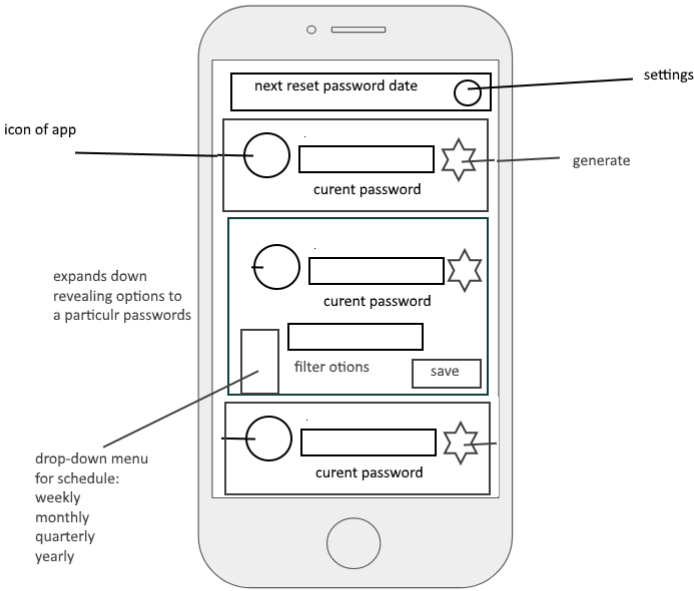 next reset password date
settings
icon of app
generate
curent password
expands down
revealing options to
a particulr passwords
curent password
filter otions
save
drop-down menu
for schedule:
weekly
monthly
quarterly
yearly
curent password